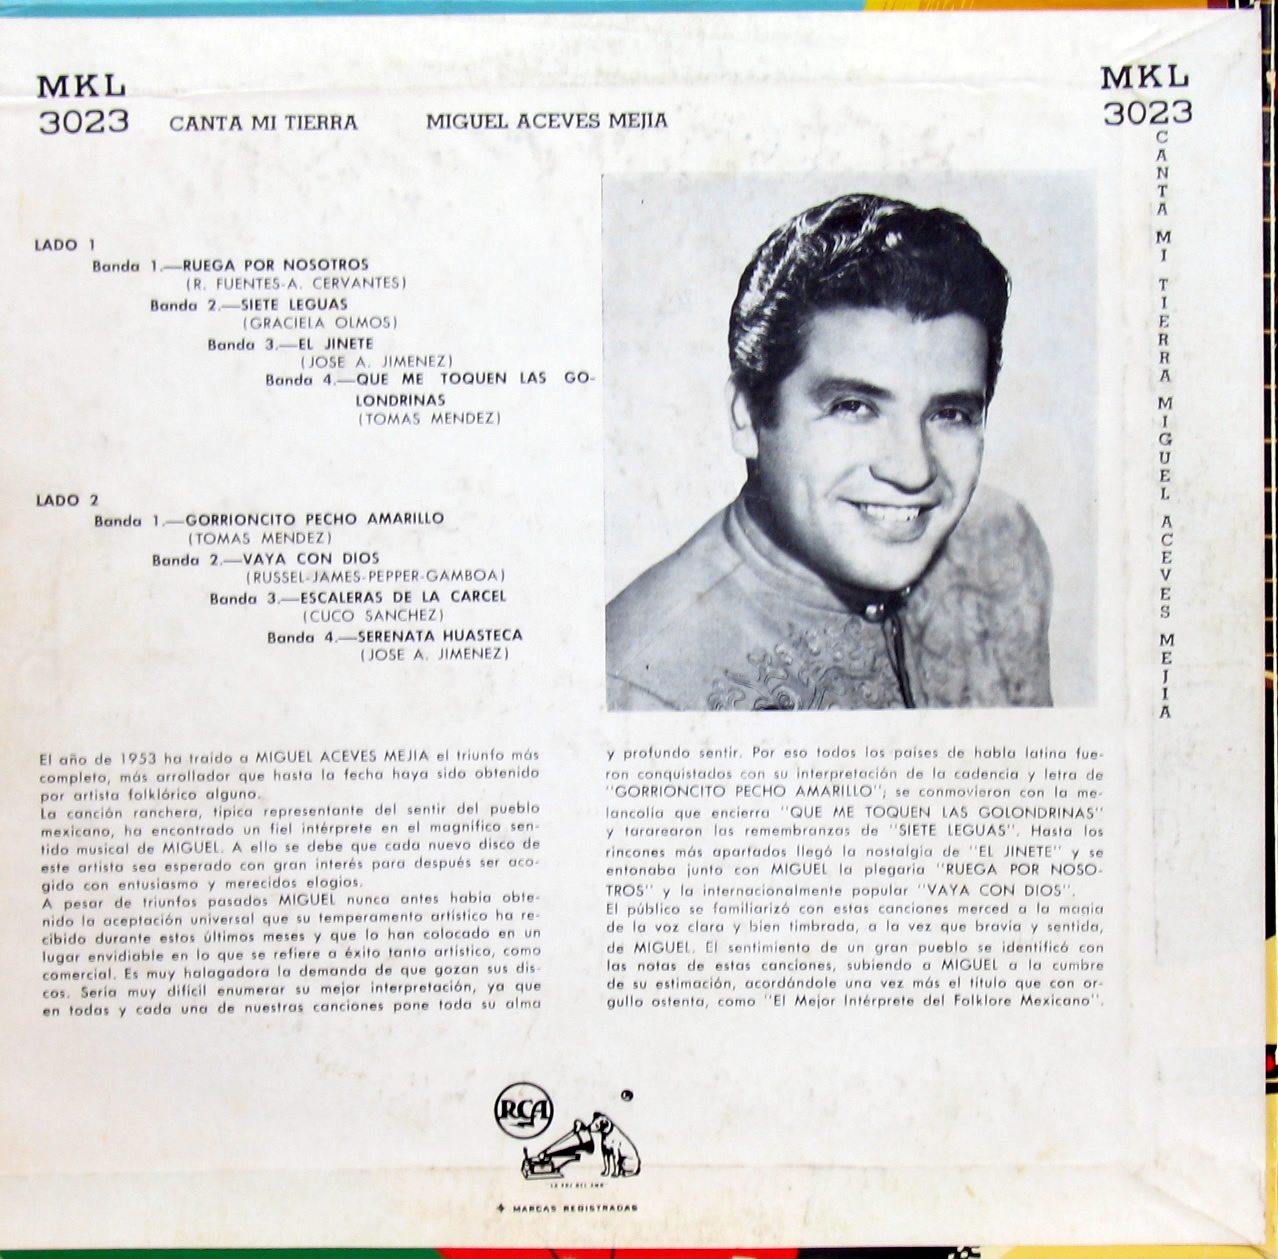 MKL
3023
CANTA MI TIERRA MIGUEL ACEVES MEJIA
MKL
3023
CANTA MI TIERRA MIGUEL ACEVES MEJIA
LADO 1
Banda 1.—RUEGA POR NOSOTROS
(R. FUENTES-A. CERVANTES)
Banda 2.—SIETE LEGUAS
(GRACIELA OLMOS)
Banda 3.—EL JINETE
(JOSE A. JIMENEZ)
Banda 4.—QUE ME TOQUEN LAS GO-
LONDRINAS
(TOMAS MENDEZ)
LADO 2
Banda 1.—GORRIONCITO PECHO AMARILLO
(TOMAS MENDEZ)
Banda 2.—VAYA CON DIOS
(RUSSEL-JAMES-PEPPER-GAMBOA)
Banda 3.—ESCALERAS DE LA CARCEL
(CUCO SANCHEZ)
Banda 4.—SERENATA HUASTECA
(JOSE A. JIMENEZ)
El año de 1953 ha traído a MIGUEL ACEVES MEJIA el triunfo más
completo, más arrollador que hasta la fecha haya sido obtenido
por artista folklórico alguno.
La canción ranchera, típica representante del sentir del pueblo
mexicano, ha encontrado un fiel intérprete en el magnífico sen-
tido musical de MIGUEL. A ello se debe que cada nuevo disco de
este artista sea esperado con gran interés para después ser aco-
gido con entusiasmo y merecidos elogios.
A pesar de triunfos pasados MIGUEL nunca antes había obte-
nido la aceptación universal que su temperamento artístico ha re-
cibido durante estos últimos meses y que lo han colocado en un
lugar envidiable en lo que se refiere a éxito tanto artístico, como
comercial. Es muy halagadora la demanda de que gozan sus dis-
cos. Sería muy difícil enumerar su mejor interpretación, ya que
en todas y cada una de nuestras canciones pone toda su alma
y profundo sentir. Por eso todos los países de habla latina fue-
ron conquistados con su interpretación de la cadencia y letra de
"GORRIONCITO PECHO AMARILLO"; se conmovieron con la me-
lancolía que encierra "QUE ME TOQUEN LAS GOLONDRINAS"
y tararearon las remembranzas de "SIETE LEGUAS". Hasta los
rincones más apartados llegó la nostalgia de "EL JINETE" y se
entonaba junto con MIGUEL la plegaria "RUEGA POR NOSO-
TROS" y la internacionalmente popular "VAYA CON DIOS".
El público se familiarizó con estas canciones merced a la magia
de la voz clara y bien timbrada, a la vez que bravía y sentida,
de MIGUEL. El sentimiento de un gran pueblo se identificó con
las notas de estas canciones, subiendo a MIGUEL a la cumbre
de su estimación, acordándole una vez más el título que con or-
gullo ostenta, como "El Mejor Intérprete del Folklore Mexicano".
RCA
®
"LA VOZ DEL AMO"
MARCAS REGISTRADAS